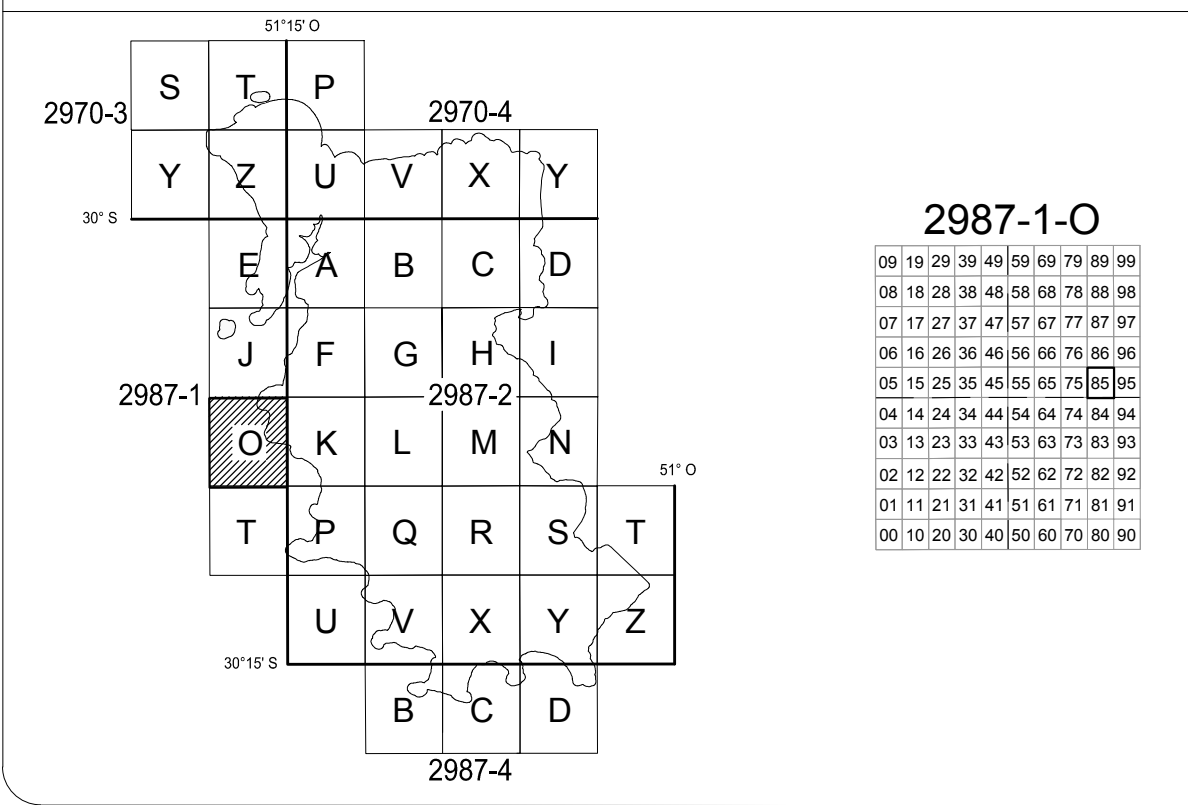 51°15' O
S T P
2970-3 2970-4
Y Z U V X Y
30° S
E A B C D
J F G H I
2987-1 2987-2
O K L M N
51° O
T P Q R S T
U V X Y Z
30°15' S
B C D
2987-4
2987-1-O
09 19 29 39 49 59 69 79 89 99
08 18 28 38 48 58 68 78 88 98
07 17 27 37 47 57 67 77 87 97
06 16 26 36 46 56 66 76 86 96
05 15 25 35 45 55 65 75 85 95
04 14 24 34 44 54 64 74 84 94
03 13 23 33 43 53 63 73 83 93
02 12 22 32 42 52 62 72 82 92
01 11 21 31 41 51 61 71 81 91
00 10 20 30 40 50 60 70 80 90